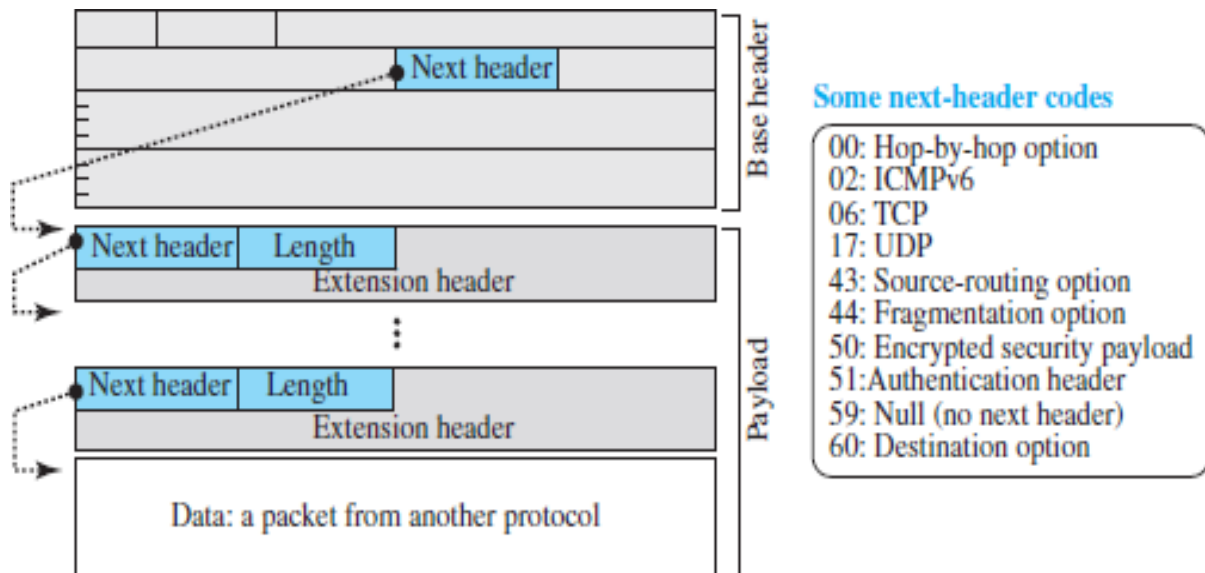 Next header
Base header
Next header Length
Extension header
Next header Length
Extension header
Payload
Data: a packet from another protocol
Some next-header codes
00: Hop-by-hop option
02: ICMPv6
06: TCP
17: UDP
43: Source-routing option
44: Fragmentation option
50: Encrypted security payload
51:Authentication header
59: Null (no next header)
60: Destination option